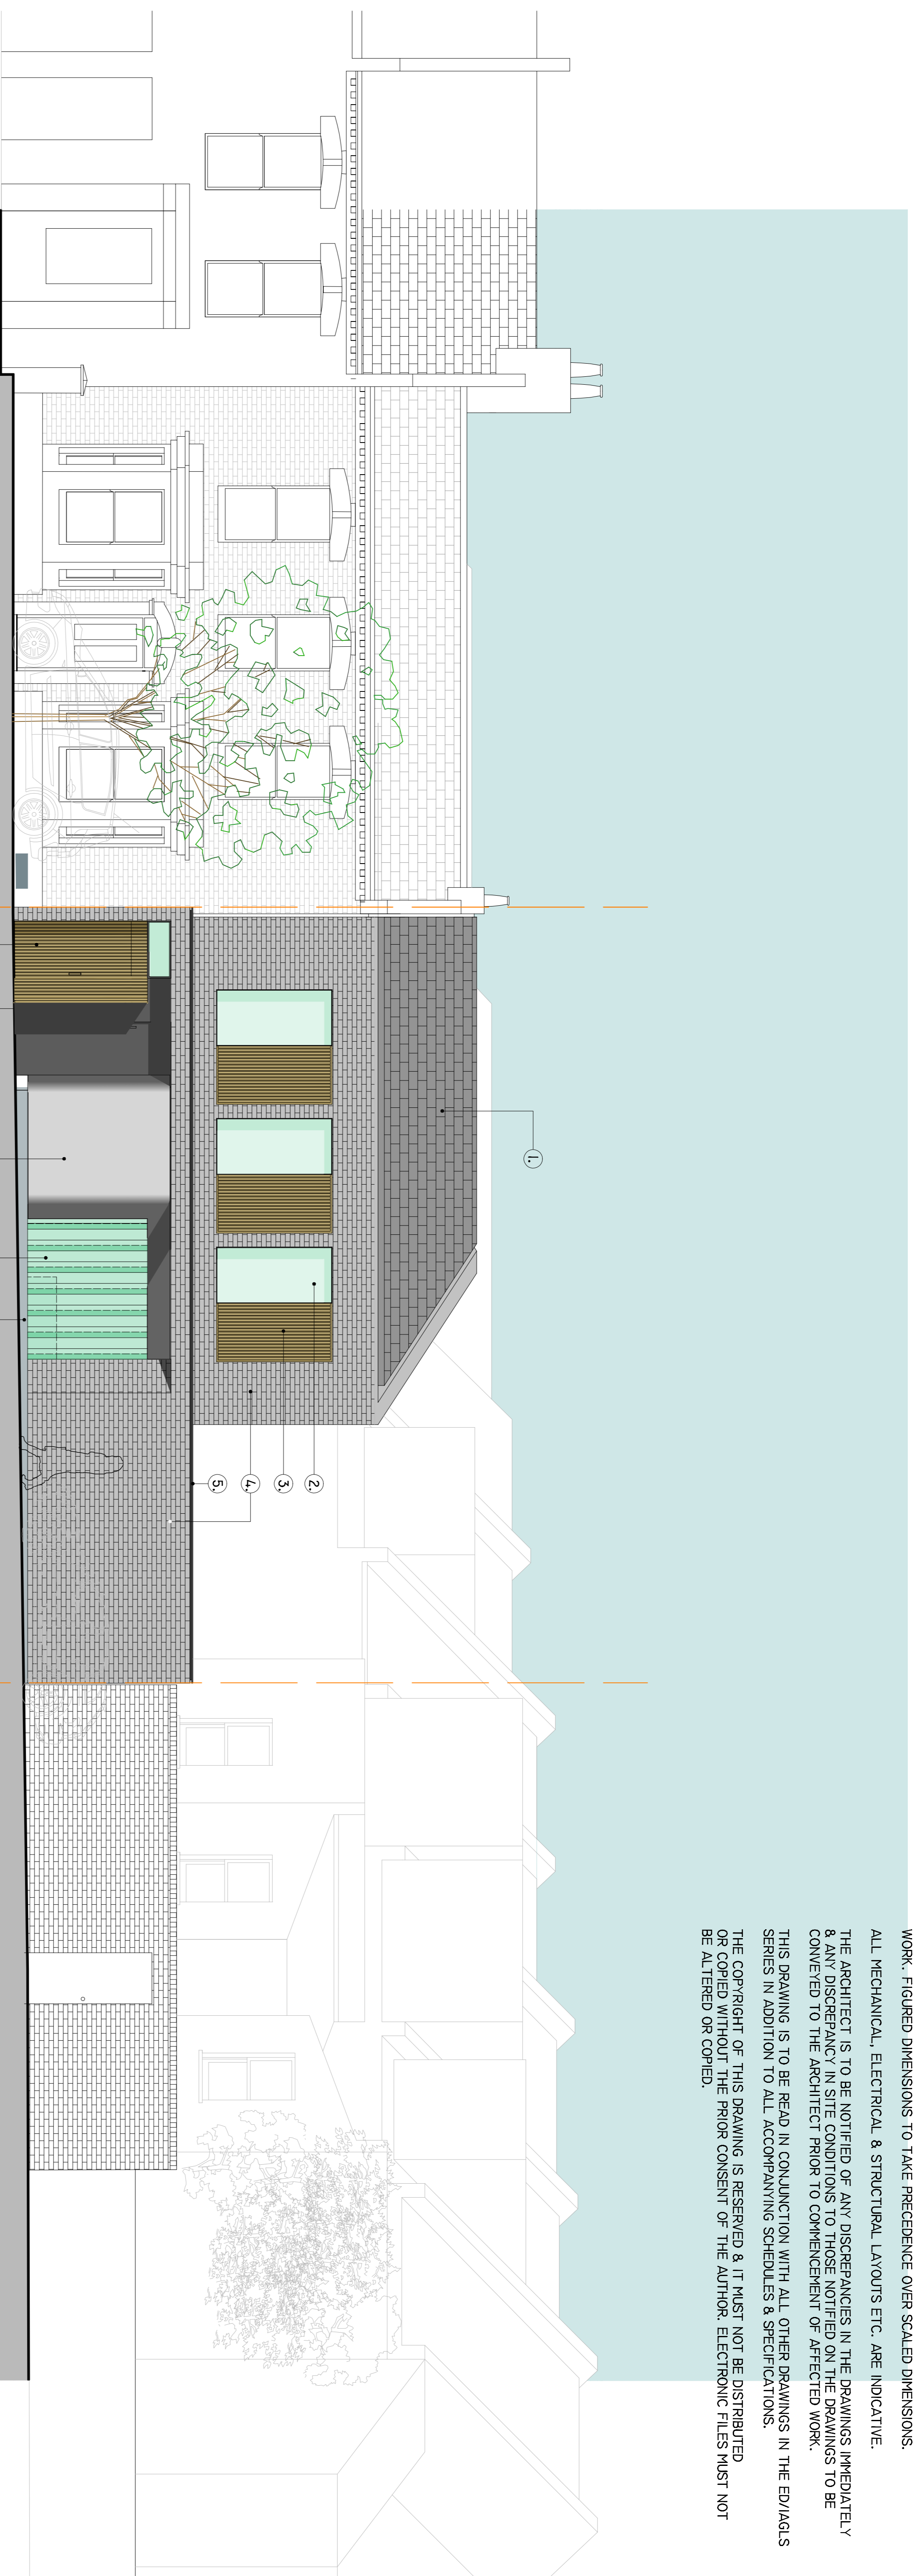 WORK. FIGURED DIMENSIONS TO TAKE PRECEDENCE OVER SCALED DIMENSIONS.
ALL MECHANICAL, ELECTRICAL & STRUCTURAL LAYOUTS ETC. ARE INDICATIVE.
THE ARCHITECT IS TO BE NOTIFIED OF ANY DISCREPANCIES IN THE DRAWINGS IMMEDIATELY
& ANY DISCREPANCY IN SITE CONDITIONS TO THOSE NOTIFIED ON THE DRAWINGS TO BE
CONVEYED TO THE ARCHITECT PRIOR TO COMMENCEMENT OF AFFECTED WORK.
THIS DRAWING IS TO BE READ IN CONJUNCTION WITH ALL OTHER DRAWINGS IN THE ED/IAGLS
SERIES IN ADDITION TO ALL ACCOMPANYING SCHEDULES & SPECIFICATIONS.
THE COPYRIGHT OF THIS DRAWING IS RESERVED & IT MUST NOT BE DISTRIBUTED
OR COPIED WITHOUT THE PRIOR CONSENT OF THE AUTHOR. ELECTRONIC FILES MUST NOT
BE ALTERED OR COPIED.
1.
2.
3.
4.
5.